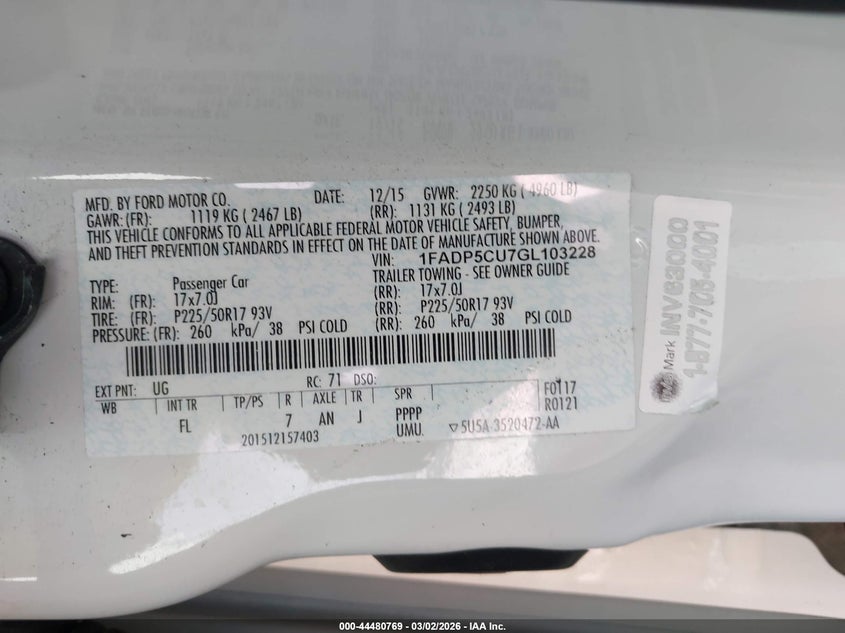 MFD. BY FORD MOTOR CO. DATE: 12/15 GVWR: 2250 KG ( 4960 LB)
GAWR: (FR): 1119 KG ( 2467 LB) (RR): 1131 KG ( 2493 LB)
THIS VEHICLE CONFORMS TO ALL APPLICABLE FEDERAL MOTOR VEHICLE SAFETY, BUMPER,
AND THEFT PREVENTION STANDARDS IN EFFECT ON THE DATE OF MANUFACTURE SHOWN ABOVE.
VIN: 1FADP5CU7GL103228
TYPE: Passenger Car TRAILER TOWING - SEE OWNER GUIDE
RIM: (FR): 17x7.0J (RR): 17x7.0J
TIRE: (FR): P225/50R17 93V (RR): P225/50R17 93V
PRESSURE: (FR): 260 kPa/ 38 PSI COLD (RR): 260 kPa/ 38 PSI COLD
EXT PNT: UG RC: 71 DSO:
WB INT TR TP/PS R AXLE TR SPR F0117
FL 7 AN J PPPP R0121
201512157403 UMU ▽5U5A-3520472-AA
Mark INV63000
1-877-705-4001
000-44480769 - 03/02/2026 - IAA Inc.